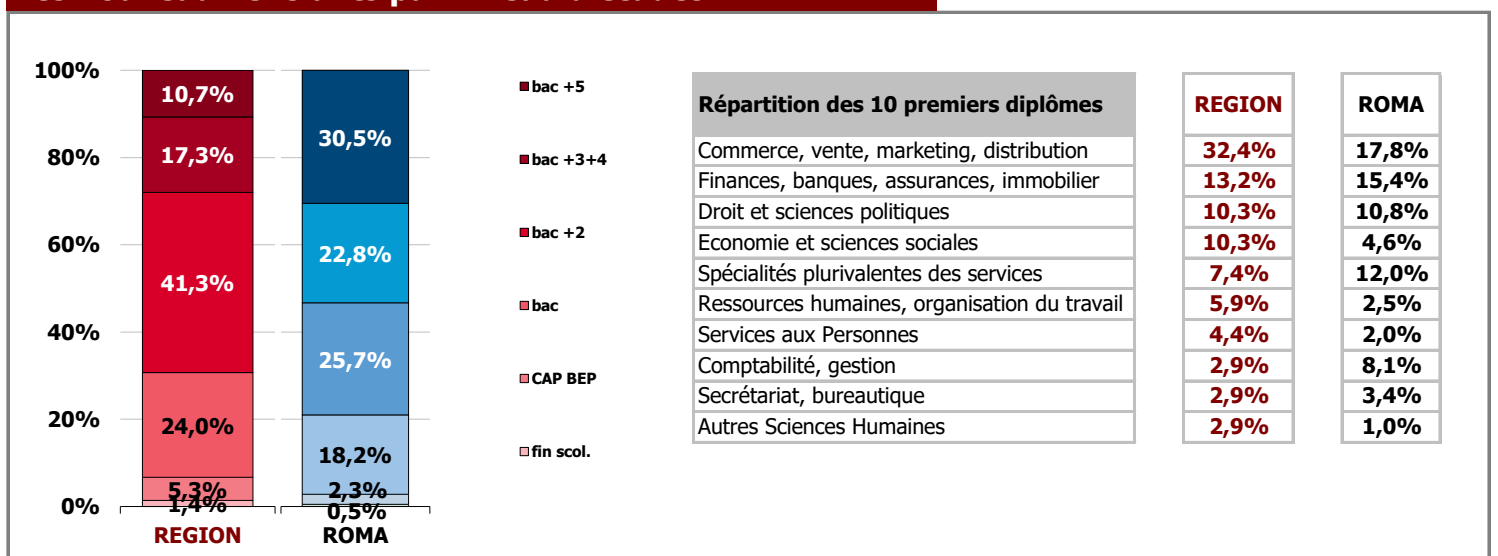 100%
80%
60%
40%
20%
0%
10,7%
17,3%
41,3%
24,0%
5,3%
1,4%
REGION
30,5%
22,8%
25,7%
18,2%
2,3%
0,5%
ROMA
bac +5
bac +3+4
bac +2
bac
CAP BEP
fin scol.
Répartition des 10 premiers diplômes REGION ROMA
Commerce, vente, marketing, distribution 32,4% 17,8%
Finances, banques, assurances, immobilier 13,2% 15,4%
Droit et sciences politiques 10,3% 10,8%
Economie et sciences sociales 10,3% 4,6%
Spécialités plurivalentes des services 7,4% 12,0%
Ressources humaines, organisation du travail 5,9% 2,5%
Services aux Personnes 4,4% 2,0%
Comptabilité, gestion 2,9% 8,1%
Secrétariat, bureautique 2,9% 3,4%
Autres Sciences Humaines 2,9% 1,0%